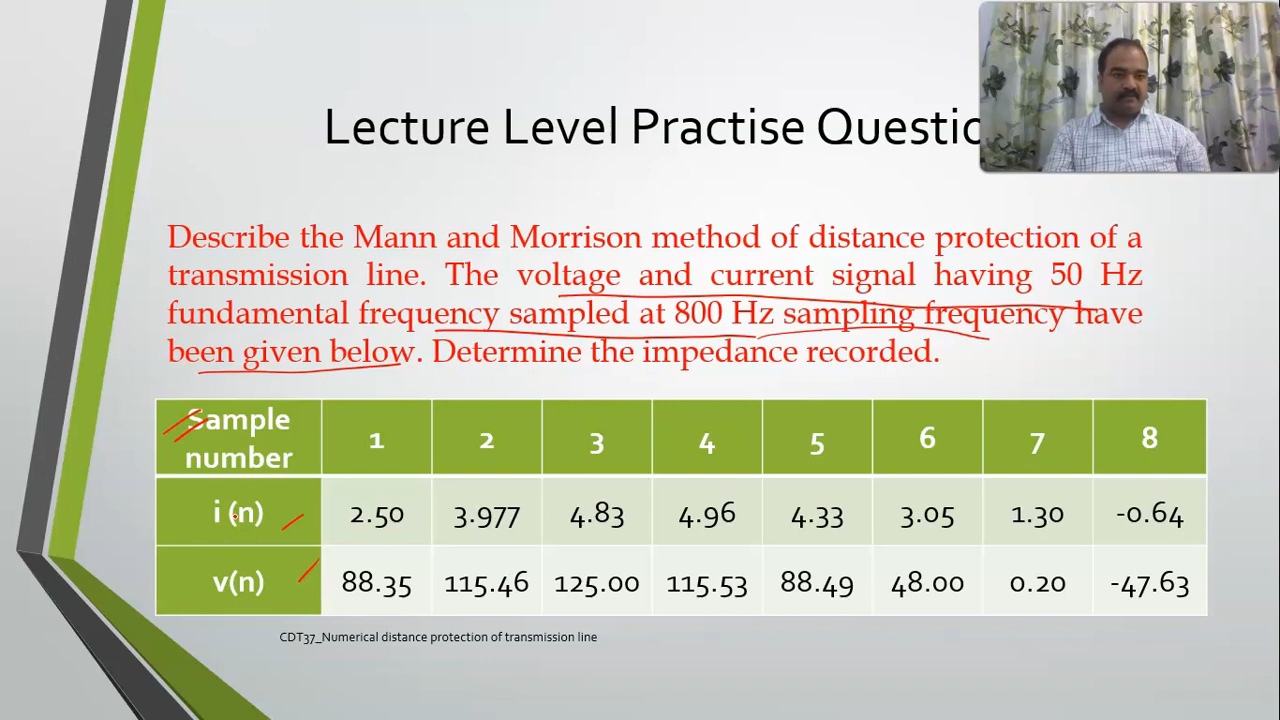 Lecture Level Practise Questio
Describe the Mann and Morrison method of distance protection of a
transmission line. The voltage and current signal having 50 Hz
fundamental frequency sampled at 800 Hz sampling frequency have
been given below. Determine the impedance recorded.
Sample number 1 2 3 4 5 6 7 8
i (n) 2.50 3.977 4.83 4.96 4.33 3.05 1.30 -0.64
v(n) 88.35 115.46 125.00 115.53 88.49 48.00 0.20 -47.63
CDT37_Numerical distance protection of transmission line